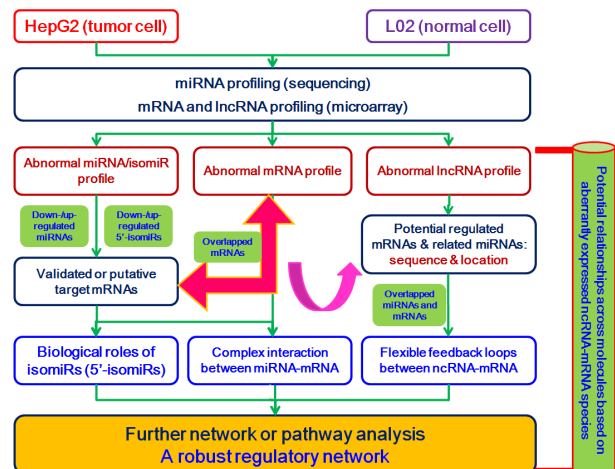 HepG2 (tumor cell)
L02 (normal cell)
miRNA profiling (sequencing)
mRNA and lncRNA profiling (microarray)
Abnormal miRNA/isomiR
profile
Abnormal mRNA profile
Abnormal lncRNA profile
Down-/up-
regulated
miRNAs
Down-/up-
regulated
5'-isomiRs
Overlapped
mRNAs
Potential regulated
mRNAs & related miRNAs:
sequence & location
Validated or putative
target mRNAs
Overlapped
miRNAs and
mRNAs
Biological roles of
isomiRs (5'-isomiRs)
Complex interaction
between miRNA-mRNA
Flexible feedback loops
between ncRNA-mRNA
Further network or pathway analysis
A robust regulatory network
Potential relationships across molecules based on
aberrantly expressed ncRNA-mRNA species